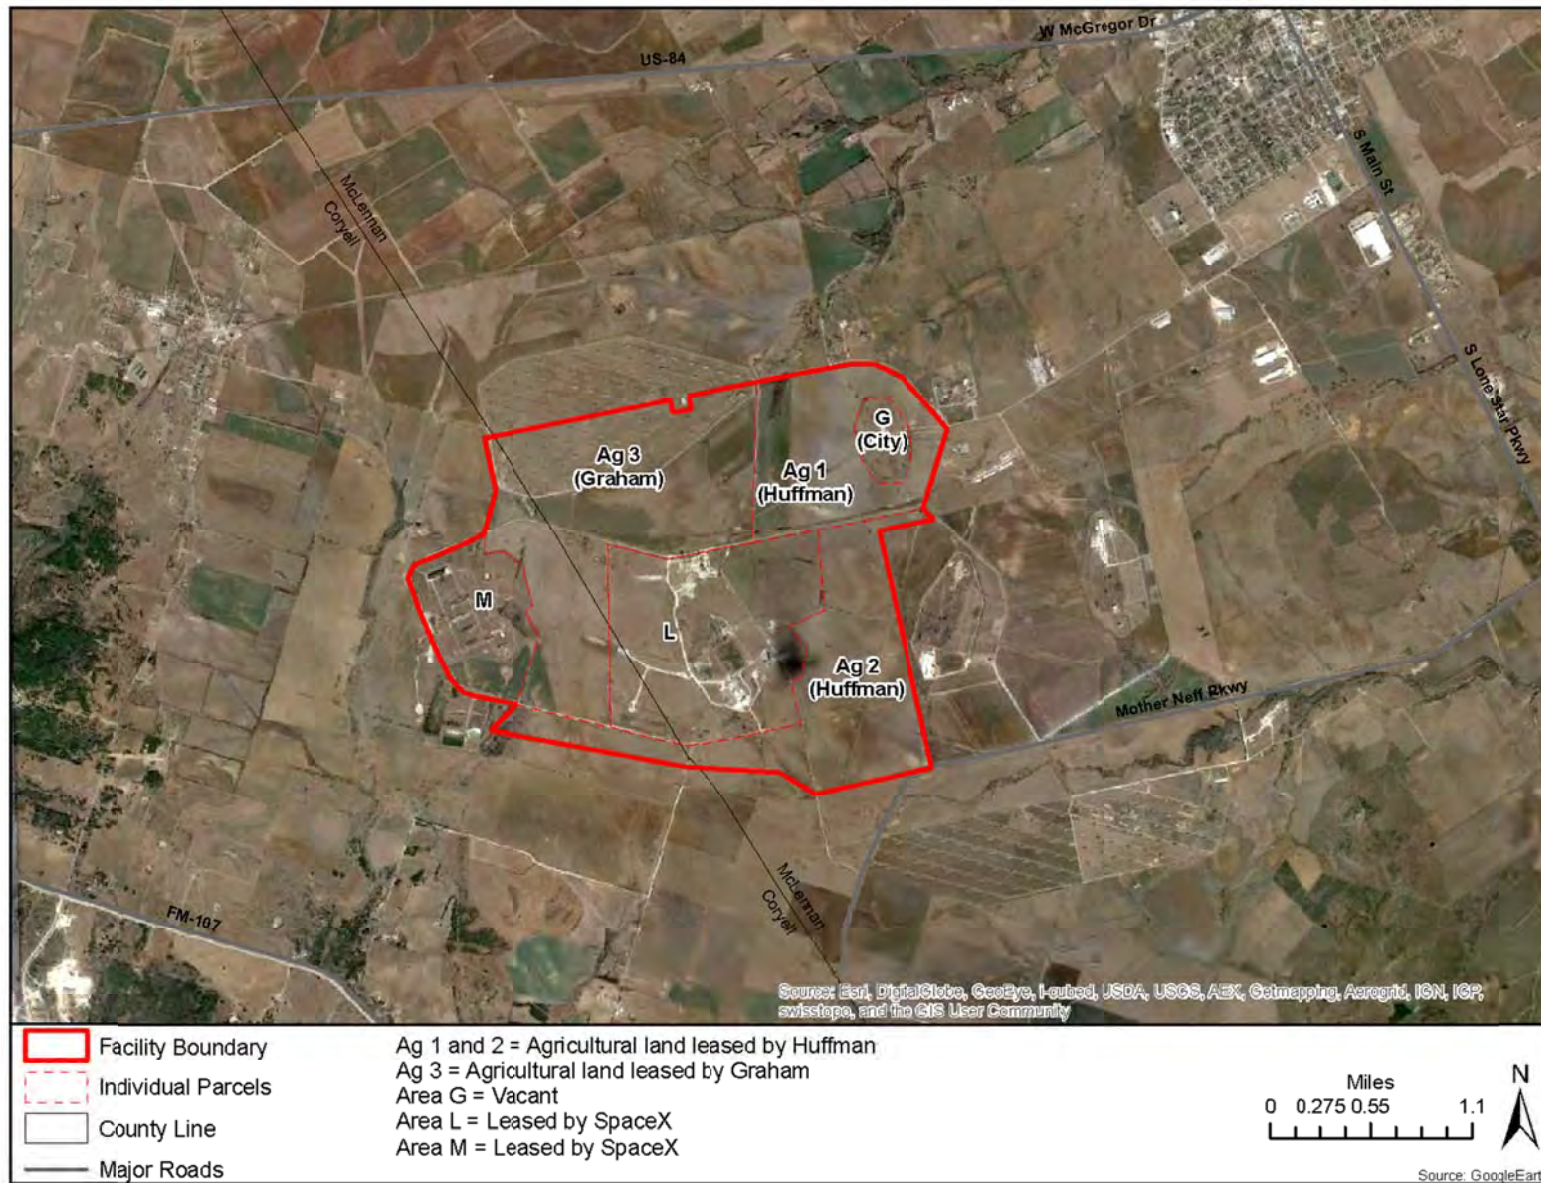 W McGregor Dr
US-84
S Main St
McLennan
Coryell
S Lone Star Pkwy
G
(City)
Ag 3
(Graham)
Ag 1
(Huffman)
M
L
Ag 2
(Huffman)
Mother Neff Pkwy
McLennan
Coryell
FM-107
Source: Esri, DigitalGlobe, GeoEye, i-cubed, USDA, USGS, AEX, Getmapping, Aerogrid, IGN, IGP,
swisstopo, and the GIS User Community
Facility Boundary
Individual Parcels
County Line
Major Roads
Ag 1 and 2 = Agricultural land leased by Huffman
Ag 3 = Agricultural land leased by Graham
Area G = Vacant
Area L = Leased by SpaceX
Area M = Leased by SpaceX
Miles
0 0.275 0.55 1.1
N
Source: GoogleEart